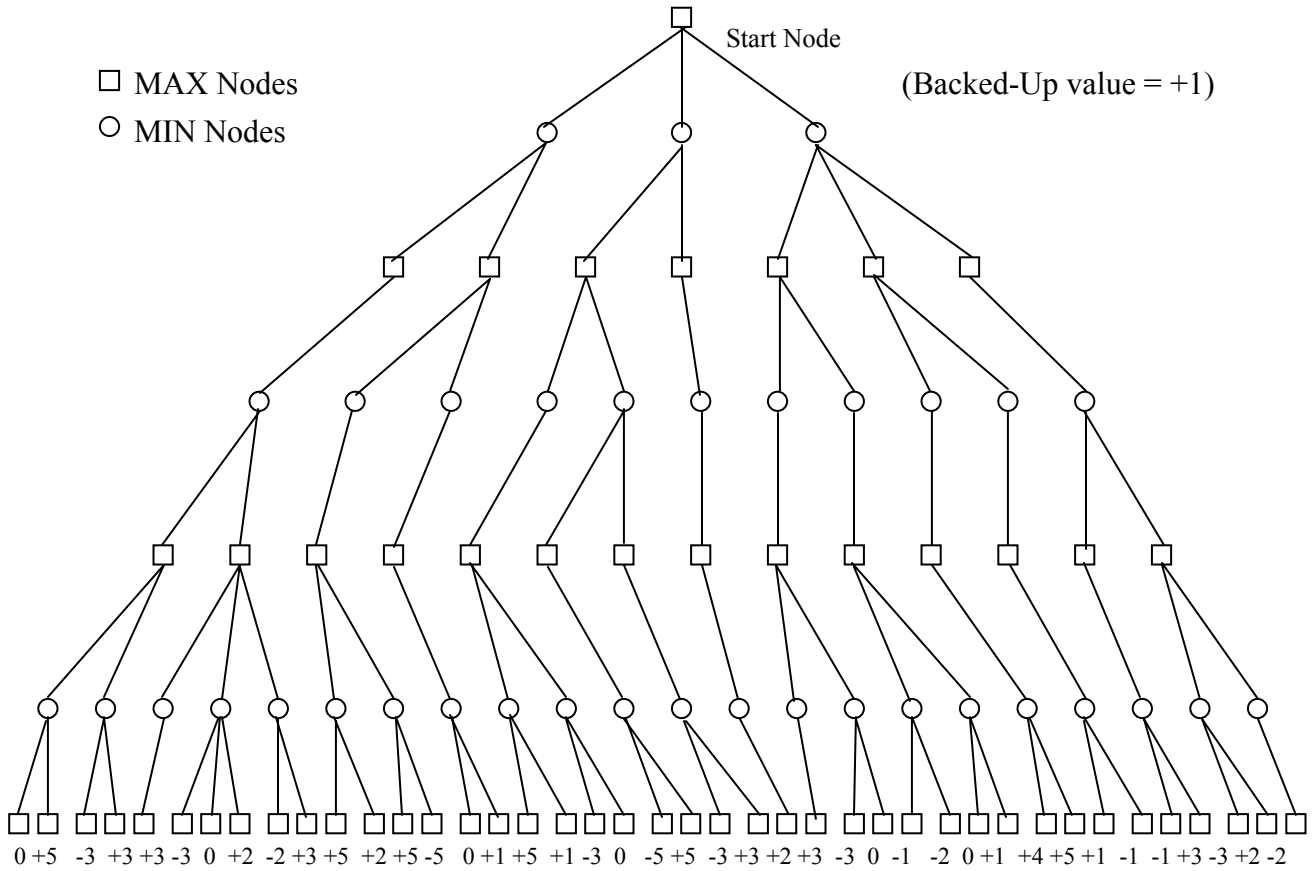 Start Node
MAX Nodes
(Backed-Up value = +1)
MIN Nodes
0 +5 -3 +3 +3 -3 0 +2 -2 +3 +5 +2 +5 -5 0 +1 +5 +1 -3 0 -5 +5 -3 +3 +2 +3 -3 0 -1 -2 0 +1 +4 +5 +1 -1 -1 +3 -3 +2 -2